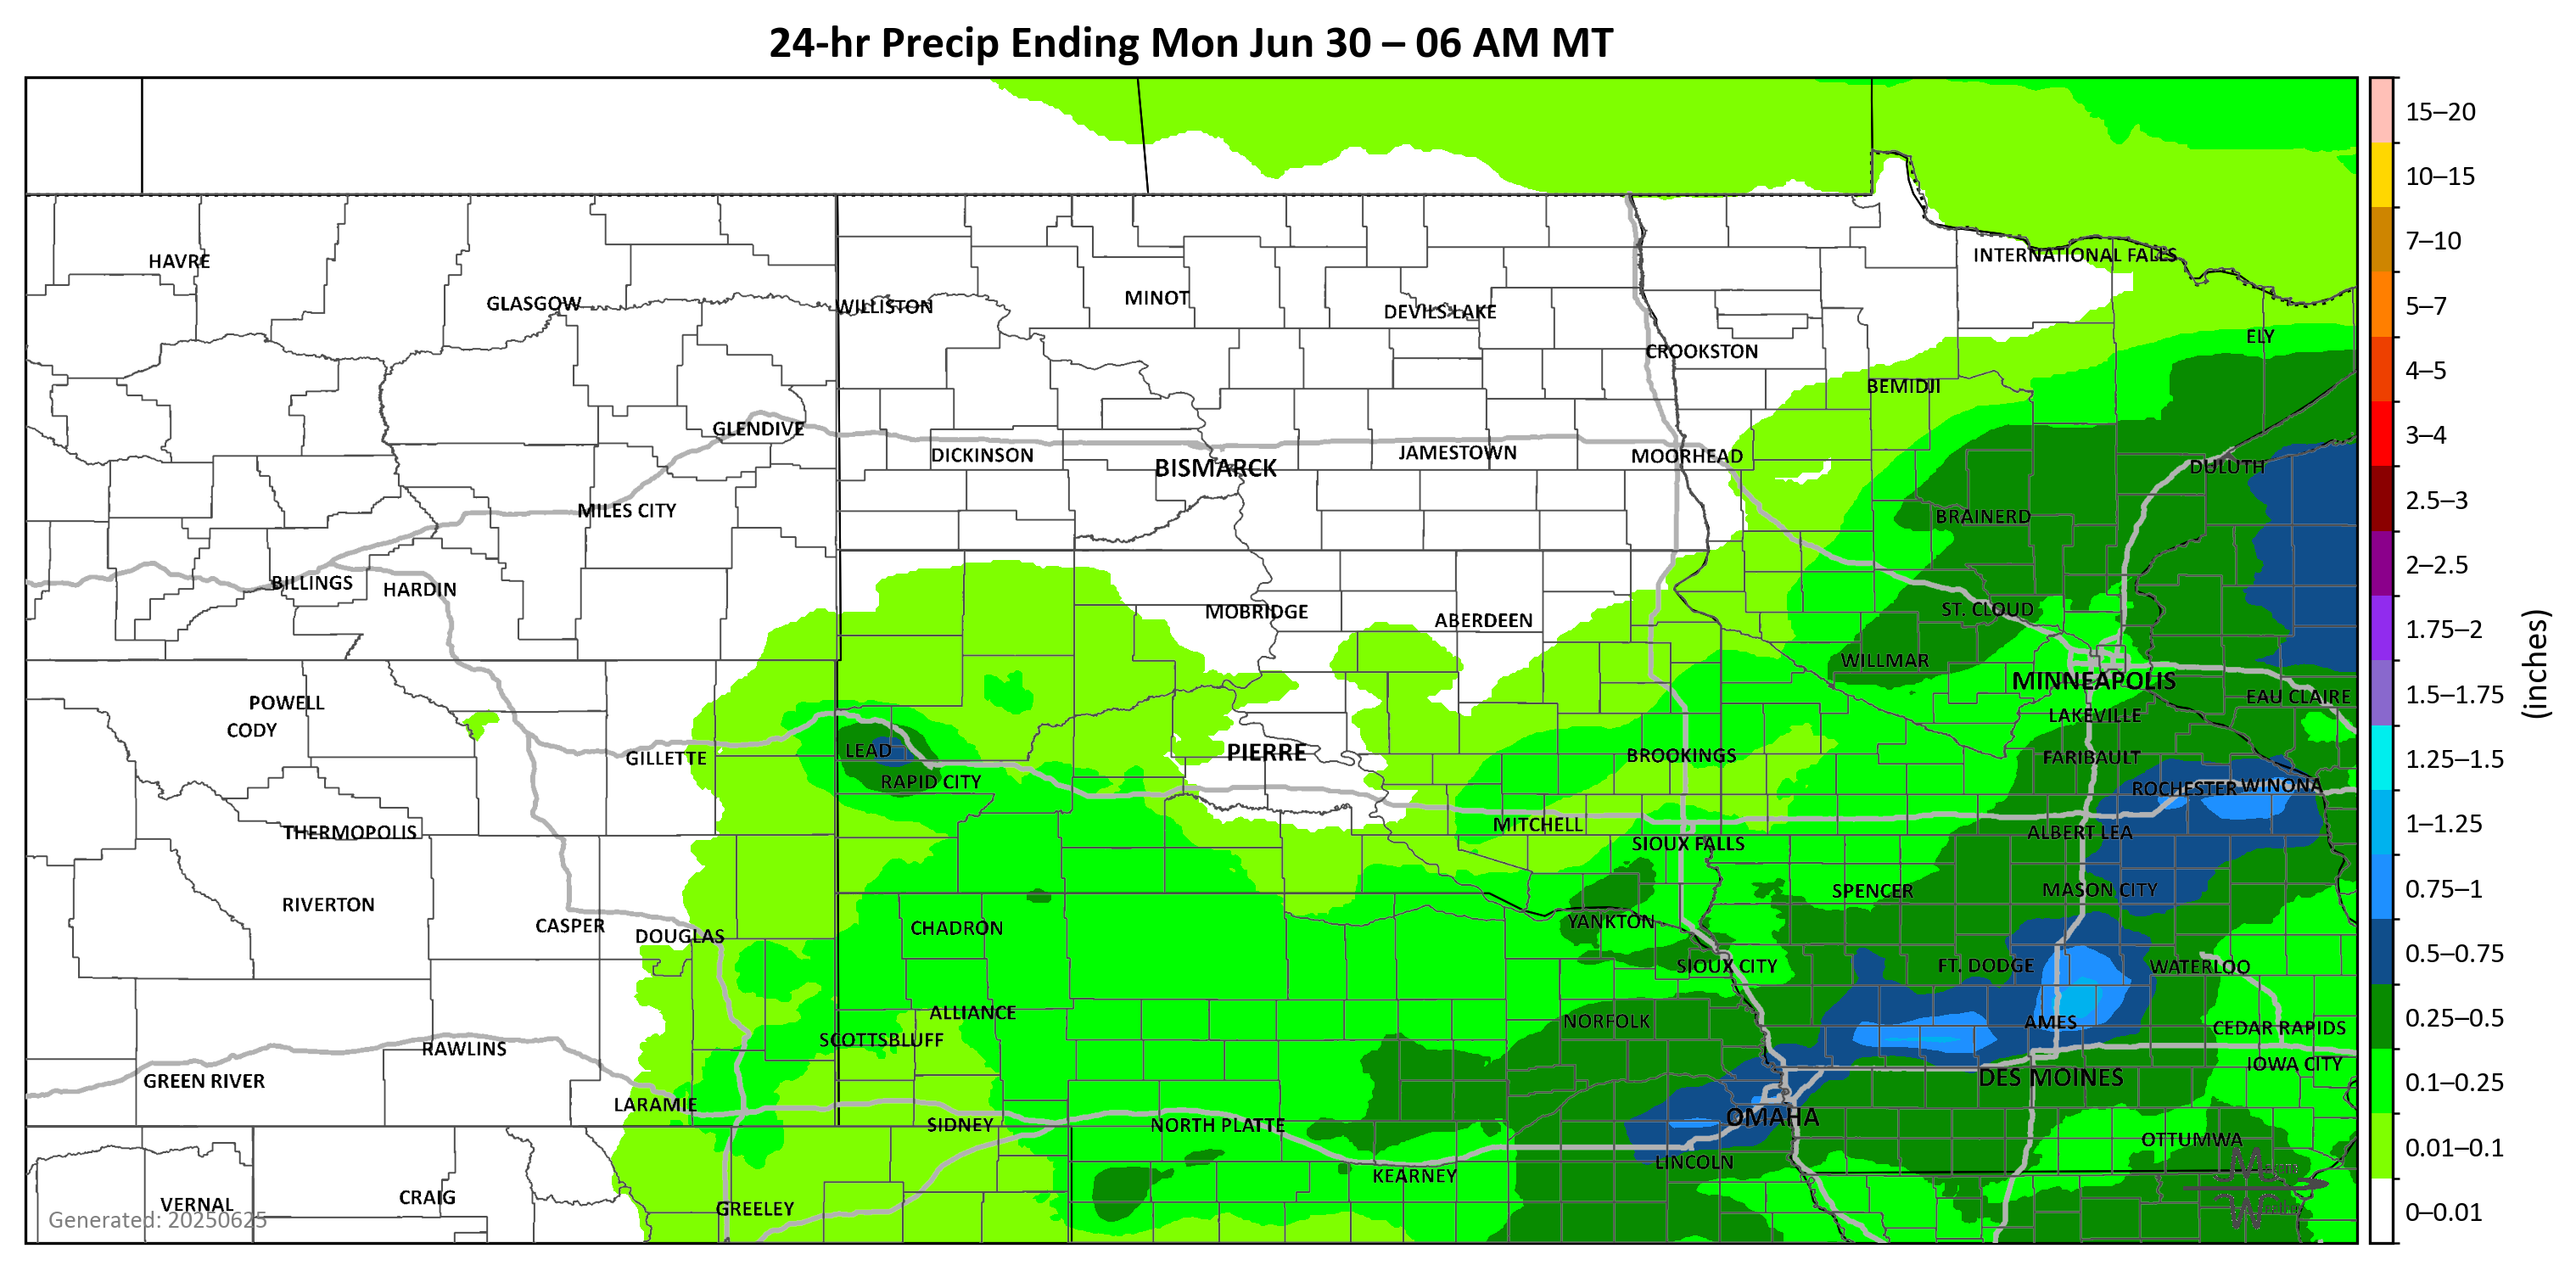 24-hr Precip Ending Mon Jun 30 – 06 AM MT
15–20
10–15
7–10
5–7
4–5
3–4
2.5–3
2–2.5
1.75–2
1.5–1.75
1.25–1.5
1–1.25
0.75–1
0.5–0.75
0.25–0.5
0.1–0.25
0.01–0.1
0–0.01
(inches)
HAVRE
INTERNATIONAL FALLS
GLASGOW
WILLISTON
MINOT
DEVILS LAKE
ELY
CROOKSTON
BEMIDJI
GLENDIVE
DICKINSON
BISMARCK
JAMESTOWN
MOORHEAD
DULUTH
MILES CITY
BRAINERD
BILLINGS
HARDIN
MOBRIDGE
ABERDEEN
ST. CLOUD
WILLMAR
MINNEAPOLIS
EAU CLAIRE
POWELL
CODY
LAKEVILLE
GILLETTE
LEAD
RAPID CITY
PIERRE
BROOKINGS
FARIBAULT
ROCHESTER
WINONA
THERMOPOLIS
MITCHELL
SIOUX FALLS
ALBERT LEA
RIVERTON
SPENCER
MASON CITY
CASPER
DOUGLAS
CHADRON
YANKTON
SIOUX CITY
FT. DODGE
WATERLOO
ALLIANCE
SCOTTSBLUFF
NORFOLK
AMES
CEDAR RAPIDS
RAWLINS
IOWA CITY
GREEN RIVER
DES MOINES
LARAMIE
SIDNEY
NORTH PLATTE
OMAHA
OTTUMWA
LINCOLN
KEARNEY
VERNAL
CRAIG
GREELEY
Generated: 20250625